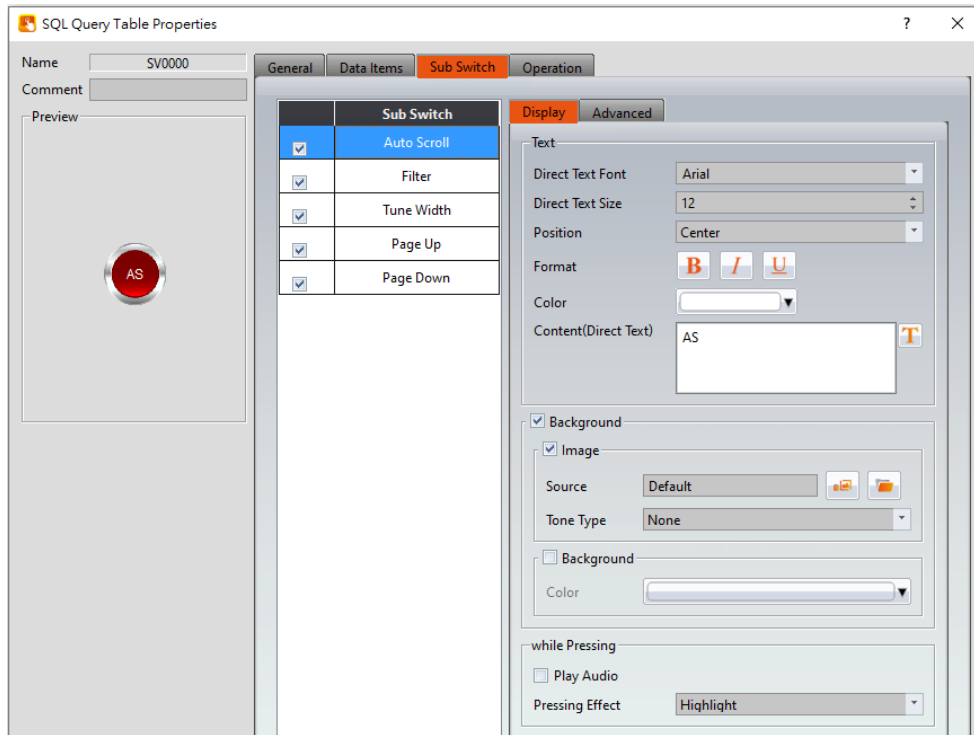 SQL Query Table Properties
?
Name SV0000
Comment
Preview
AS
General Data Items Sub Switch Operation
Sub Switch
Auto Scroll
Filter
Tune Width
Page Up
Page Down
Display Advanced
Text
Direct Text Font Arial
Direct Text Size 12
Position Center
Format B I U
Color
Content(Direct Text) AS T
Background
Image
Source Default
Tone Type None
Background
Color
while Pressing
Play Audio
Pressing Effect Highlight